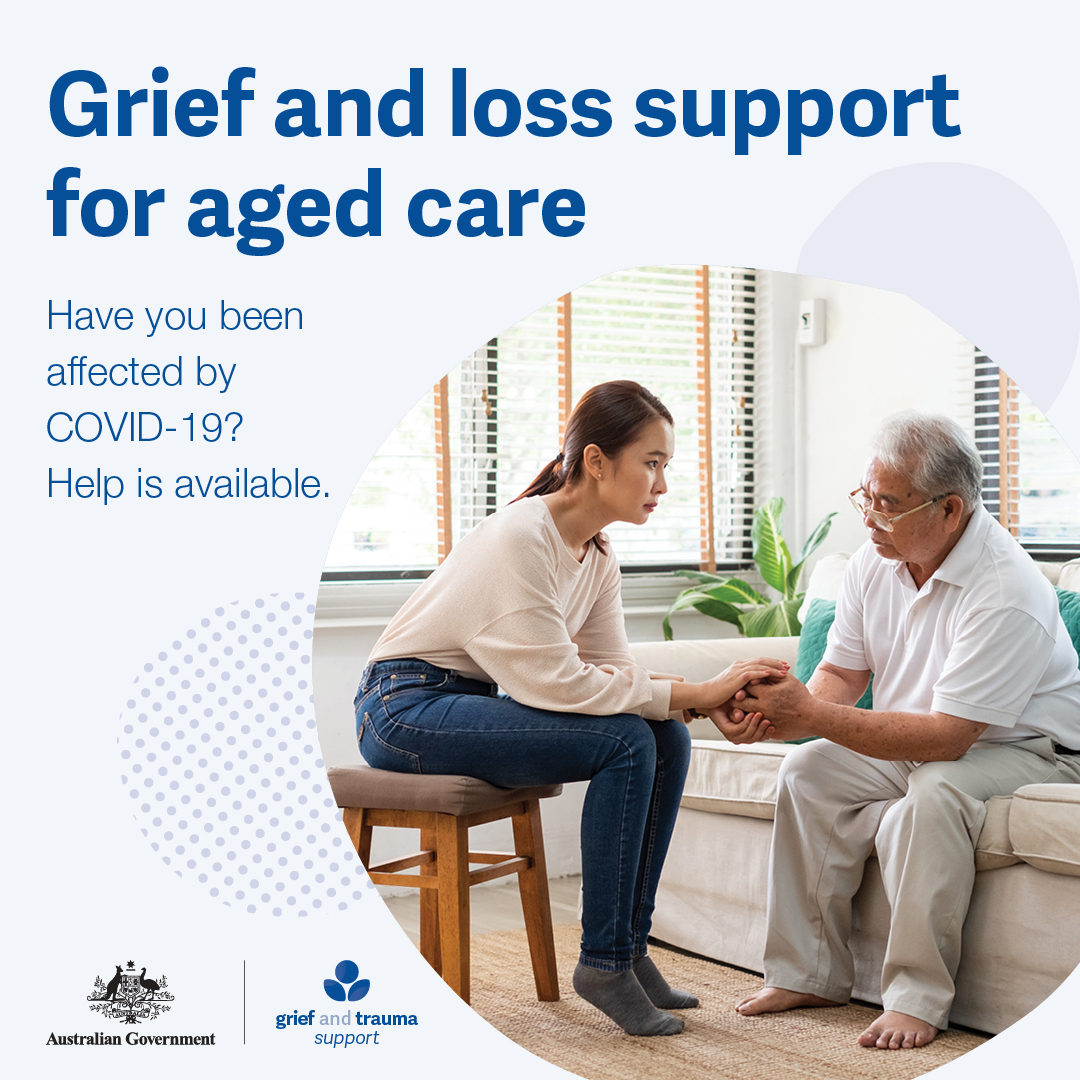 Grief and loss support
for aged care
Have you been
affected by
COVID-19?
Help is available.
Australian Government
grief and trauma
support